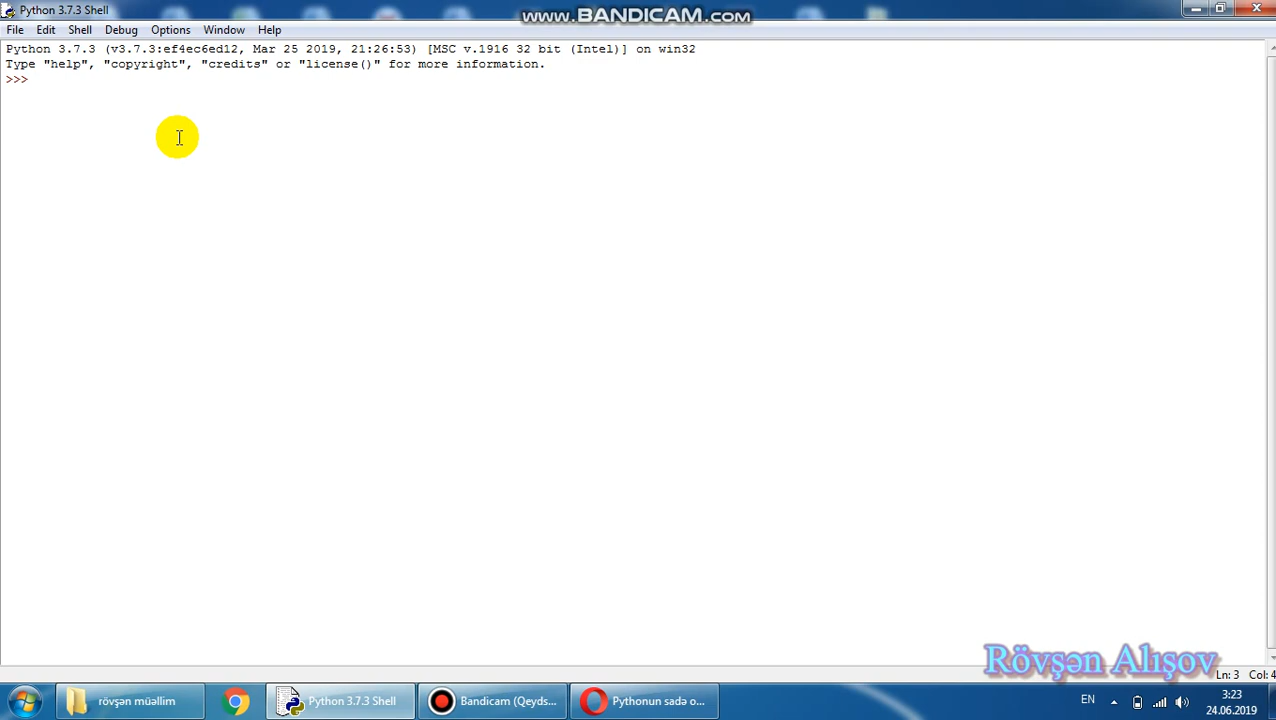 Python 3.7.3 Shell
www.BANDICAM.com
File Edit Shell Debug Options Window Help
Python 3.7.3 (v3.7.3:ef4ec6ed12, Mar 25 2019, 21:26:53) [MSC v.1916 32 bit (Intel)] on win32
Type "help", "copyright", "credits" or "license()" for more information.
>>>
Rövşən Alışov
Ln: 3 Col: 4
rövşən müəllim
Python 3.7.3 Shell
Bandicam (Qeyds...
Pythonun sadə o...
EN
3:23
24.06.2019